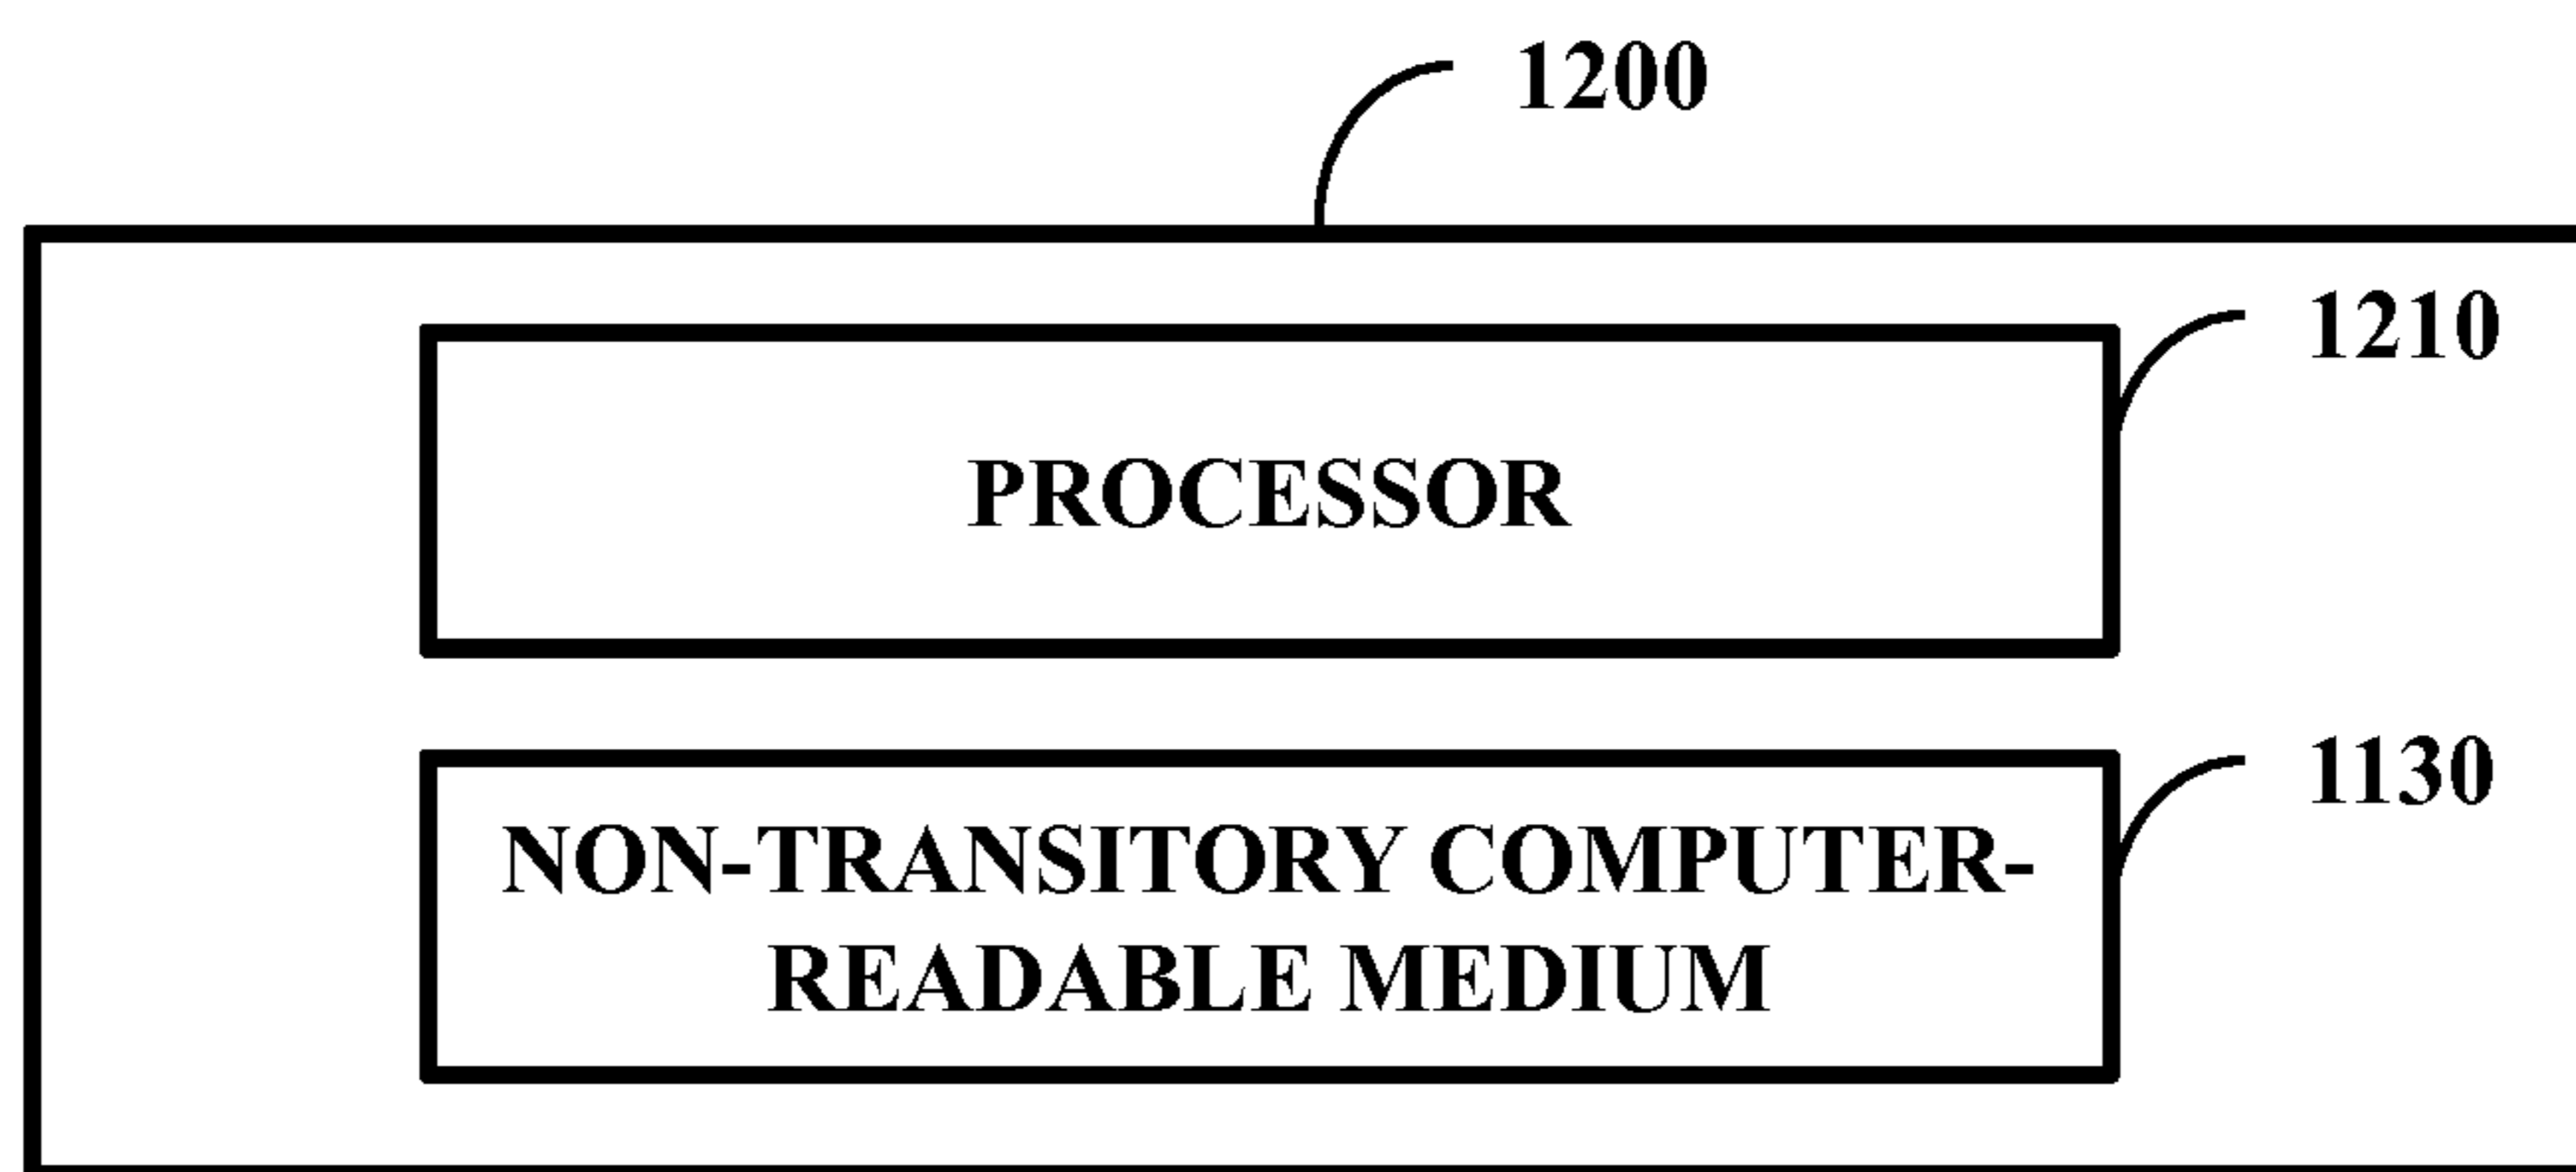 1200
1210
PROCESSOR
1130
NON-TRANSITORY COMPUTER-
READABLE MEDIUM